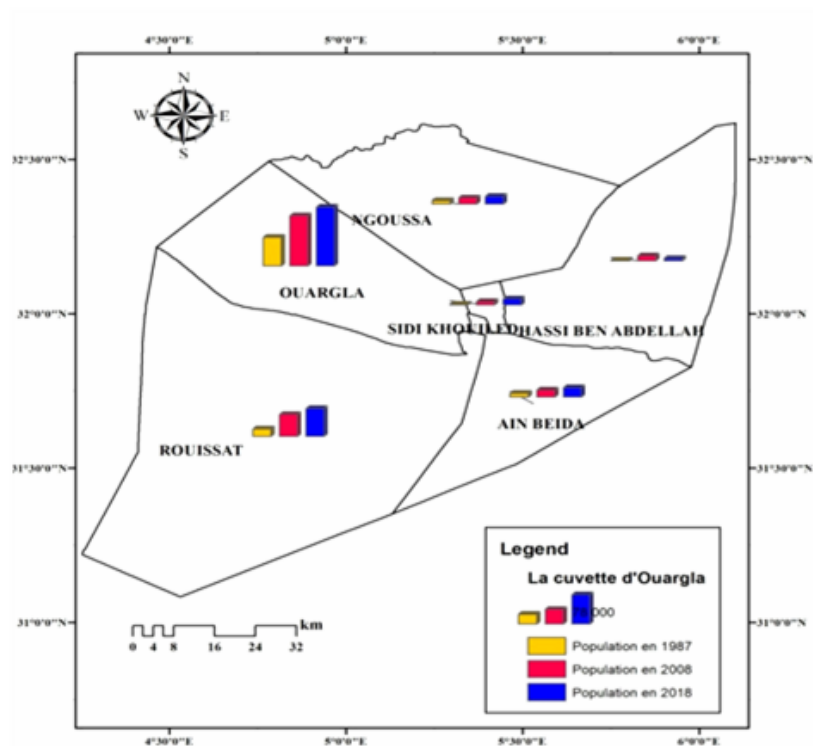 4°30'0"E 5°0'0"E 5°30'0"E 6°0'0"E
N
W E
S
32°30'0"N 32°30'0"N
NGOUSSA
OUARGLA
32°0'0"N 32°0'0"N
SIDI KHOUILED HASSI BEN ABDELLAH
AIN BEIDA
ROUISSAT
31°30'0"N 31°30'0"N
Legend
La cuvette d'Ouargla
000
km
0 4 8 16 24 32
31°0'0"N 31°0'0"N
Population en 1987
Population en 2008
Population en 2018
4°30'0"E 5°0'0"E 5°30'0"E 6°0'0"E